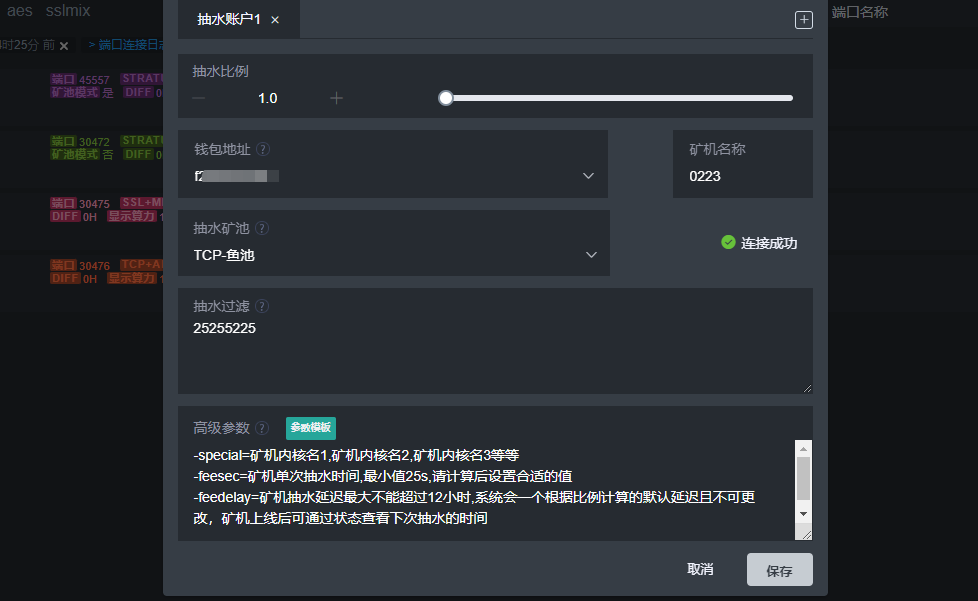 aes sslmix
抽水账户1 ×
端口名称
时25分 前 ×
> 端口连接日志
抽水比例
1.0
端口 45557 STRATU
矿池模式 是 DIFF 0
钱包地址
矿机名称
0223
端口 30472 STRATU
矿池模式 否 DIFF 0
端口 30475 SSL+M
DIFF 0H 显示算力
抽水矿池
TCP-鱼池
连接成功
端口 30476 TCP+A
DIFF 0H 显示算力
抽水过滤
25255225
高级参数 参数模板
-special=矿机内核名1,矿机内核名2,矿机内核名3等等
-feesec=矿机单次抽水时间,最小值25s,请计算后设置合适的值
-feedelay=矿机抽水延迟最大不能超过12小时,系统会一个根据比例计算的默认延迟且不可更
改，矿机上线后可通过状态查看下次抽水的时间
取消
保存